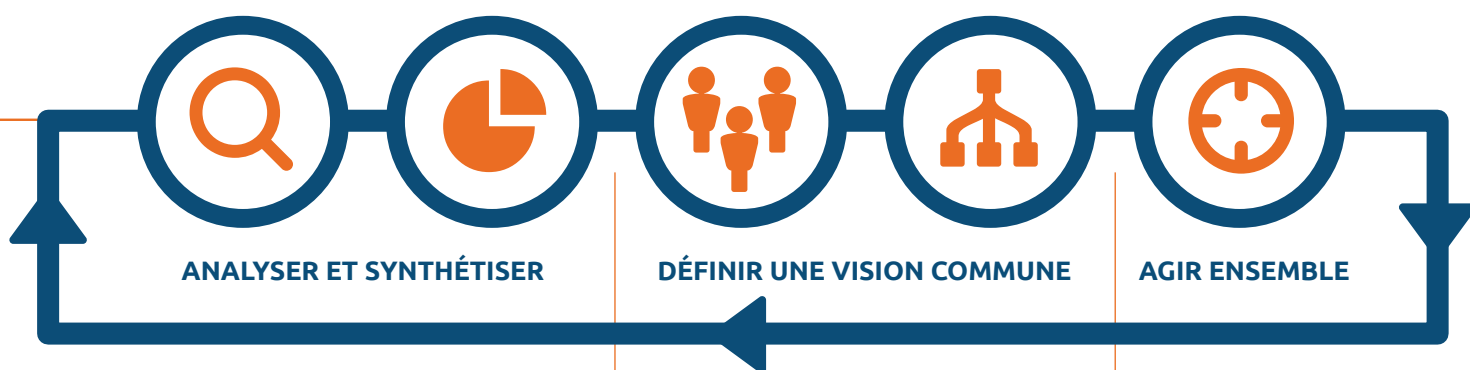 ANALYSER ET SYNTHÉTISER
DÉFINIR UNE VISION COMMUNE
AGIR ENSEMBLE